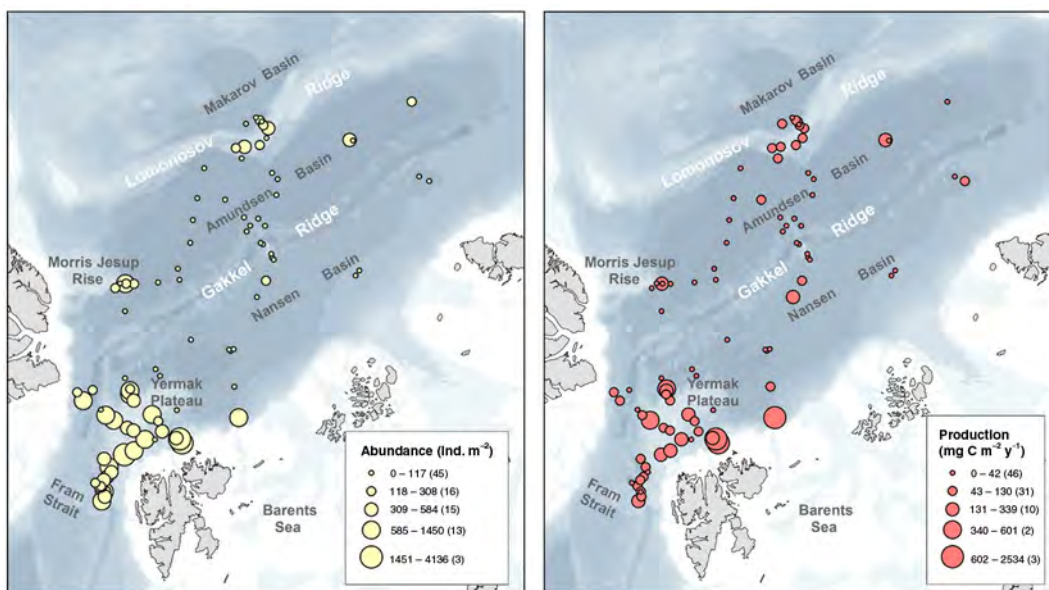 Makarov Basin
Ridge
Lomonosov
Basin
Amundsen
Ridge
Morris Jesup
Rise
Gakkel
Basin
Nansen
Yermak
Plateau
Fram
Strait
Barents
Sea
Abundance (Ind. m⁻²)
0 – 117 (45)
118 – 308 (16)
309 – 584 (15)
585 – 1450 (13)
1451 – 4136 (3)
Makarov Basin
Ridge
Lomonosov
Basin
Amundsen
Ridge
Morris Jesup
Rise
Gakkel
Basin
Nansen
Yermak
Plateau
Fram
Strait
Barents
Sea
Production
(mg C m⁻² y⁻¹)
0 – 42 (46)
43 – 130 (31)
131 – 339 (10)
340 – 601 (2)
602 – 2534 (3)